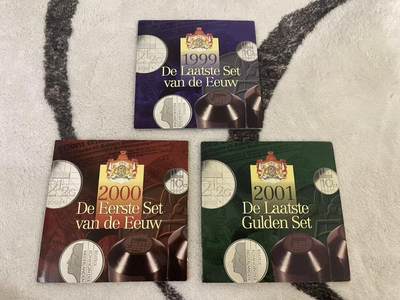 1999
De Laatste Set
van de Eeuw
2000
De Eerste Set
van de Eeuw
2001
De Laatste
Gulden Set